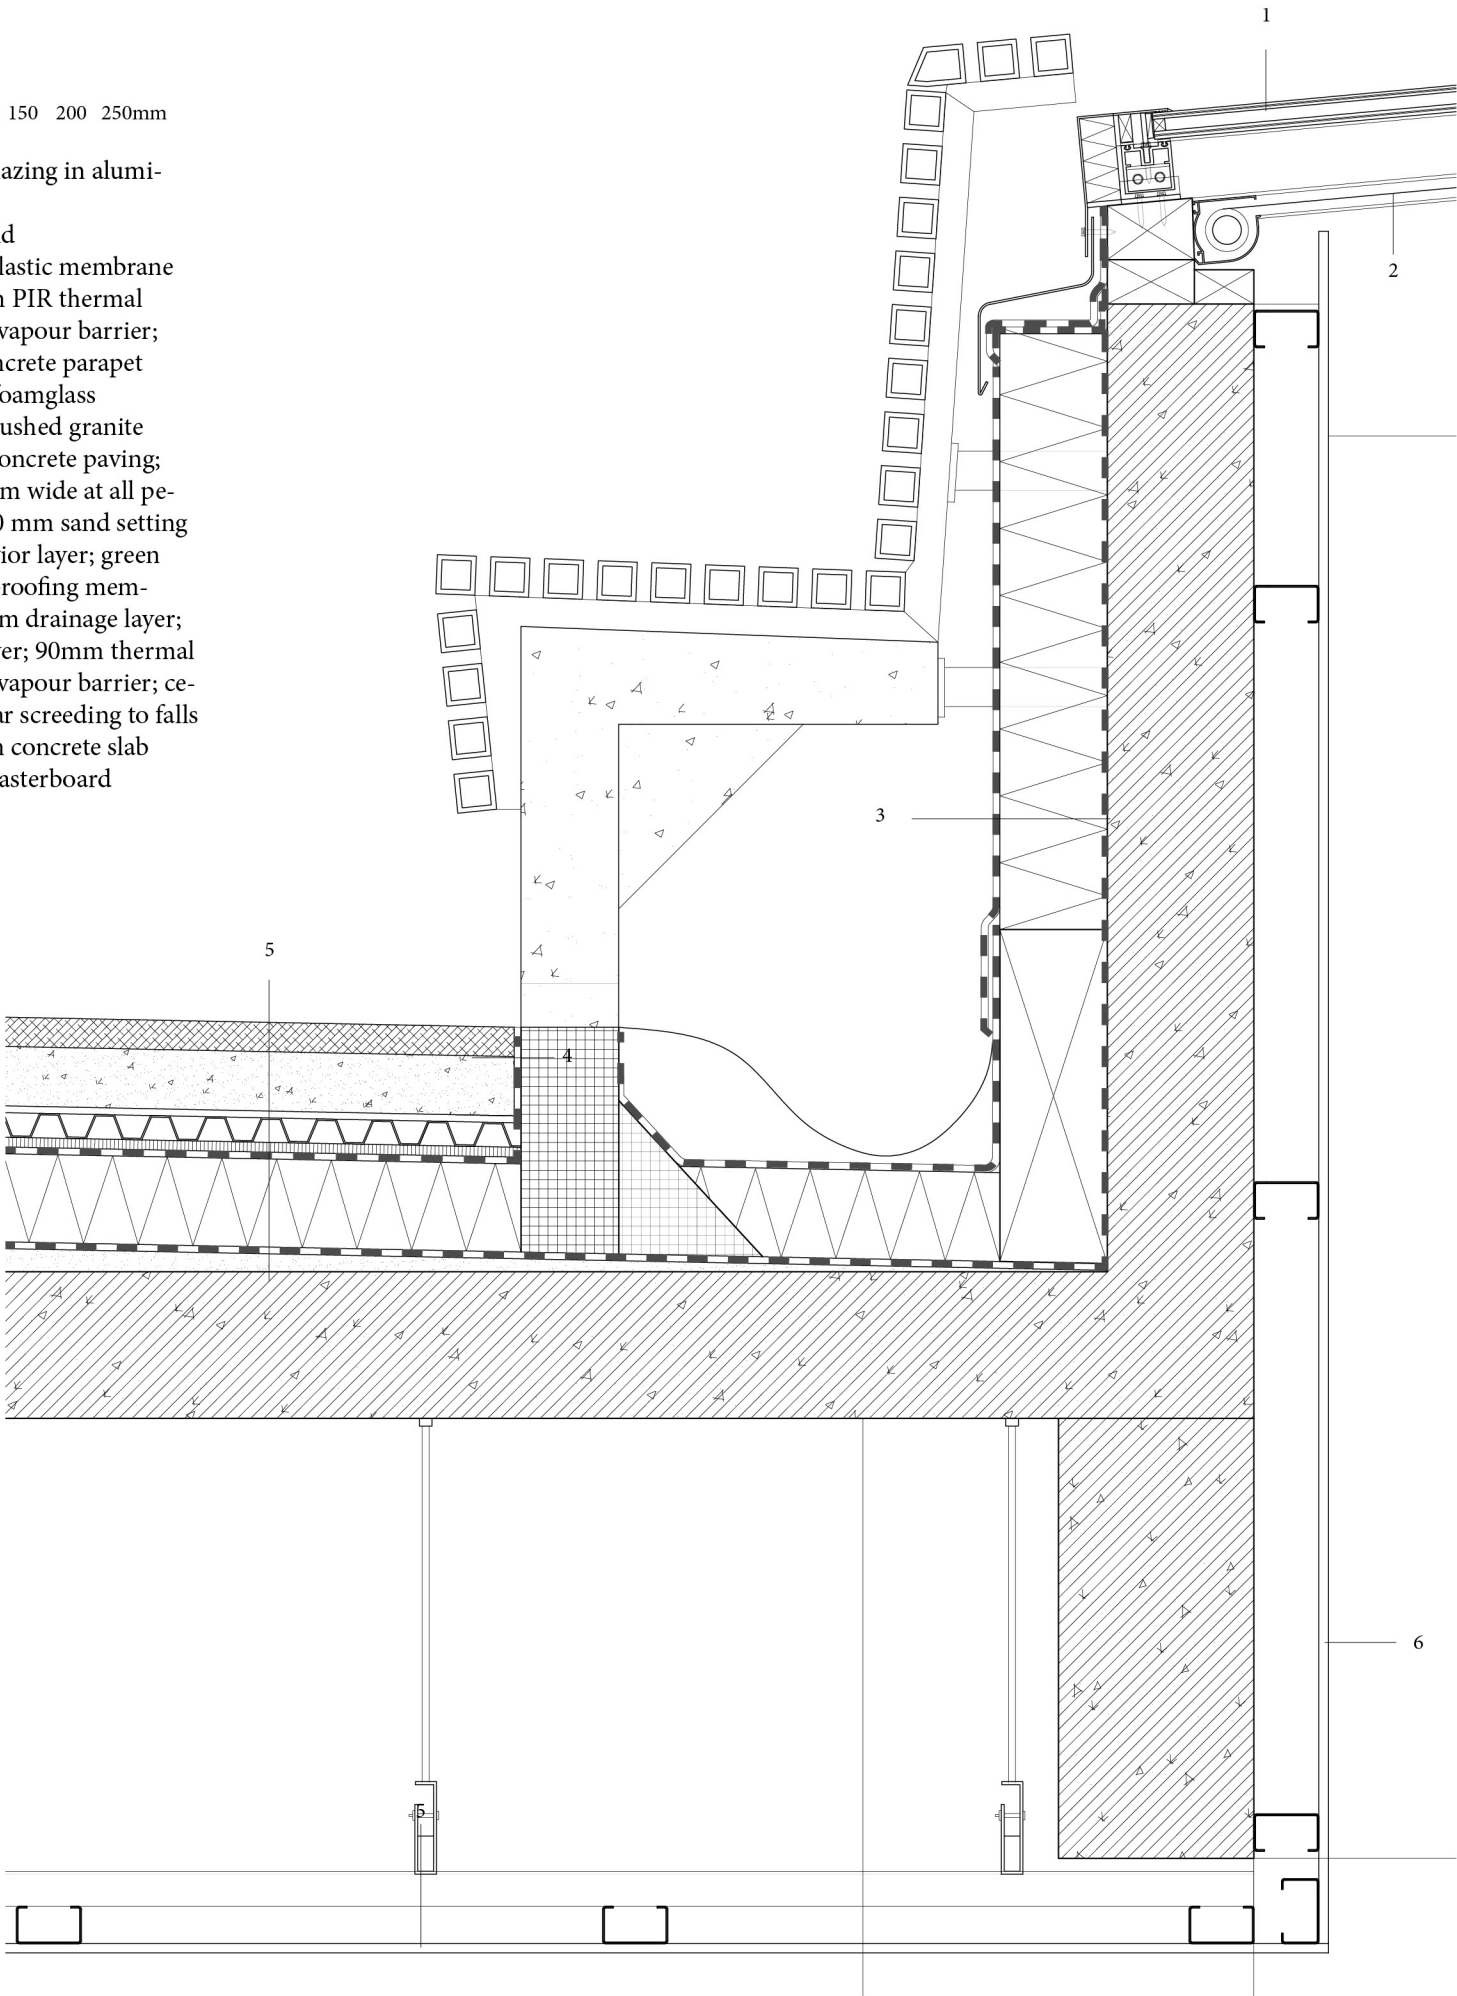 1
150 200 250mm
lazing in alumi-
d
lastic membrane
PIR thermal
vapour barrier;
ncrete parapet
oamglass
ushed granite
oncrete paving;
m wide at all pe-
0 mm sand setting
ior layer; green
roofing mem-
m drainage layer;
er; 90mm thermal
vapour barrier; ce-
ar screeding to falls
concrete slab
asterboard
2
3
5
4
6
5